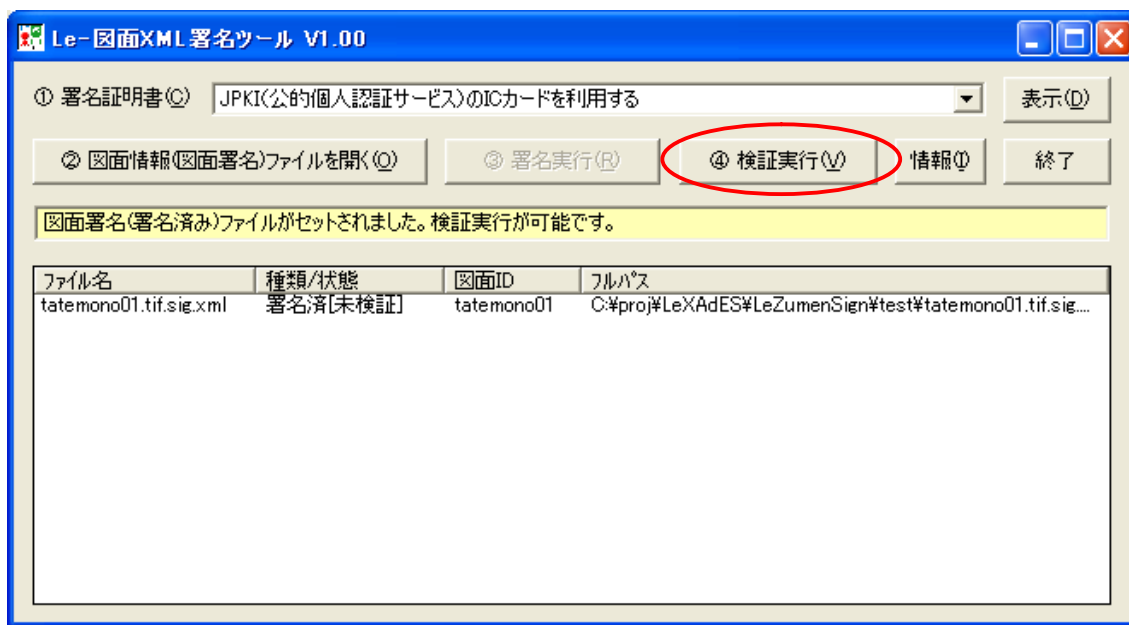 Le-図面XML署名ツール V1.00
① 署名証明書(C) JPKI(公的個人認証サービス)のICカードを利用する 表示(D)
② 図面情報(図面署名)ファイルを開く(O) ③ 署名実行(R) ④ 検証実行(V) 情報(I) 終了
図面署名(署名済み)ファイルがセットされました。検証実行が可能です。
ファイル名 種類/状態 図面ID フルパス
tatemono01.tif.sig.xml 署名済[未検証] tatemono01 C:¥proj¥LeXAdES¥LeZumenSign¥test¥tatemono01.tif.sig....